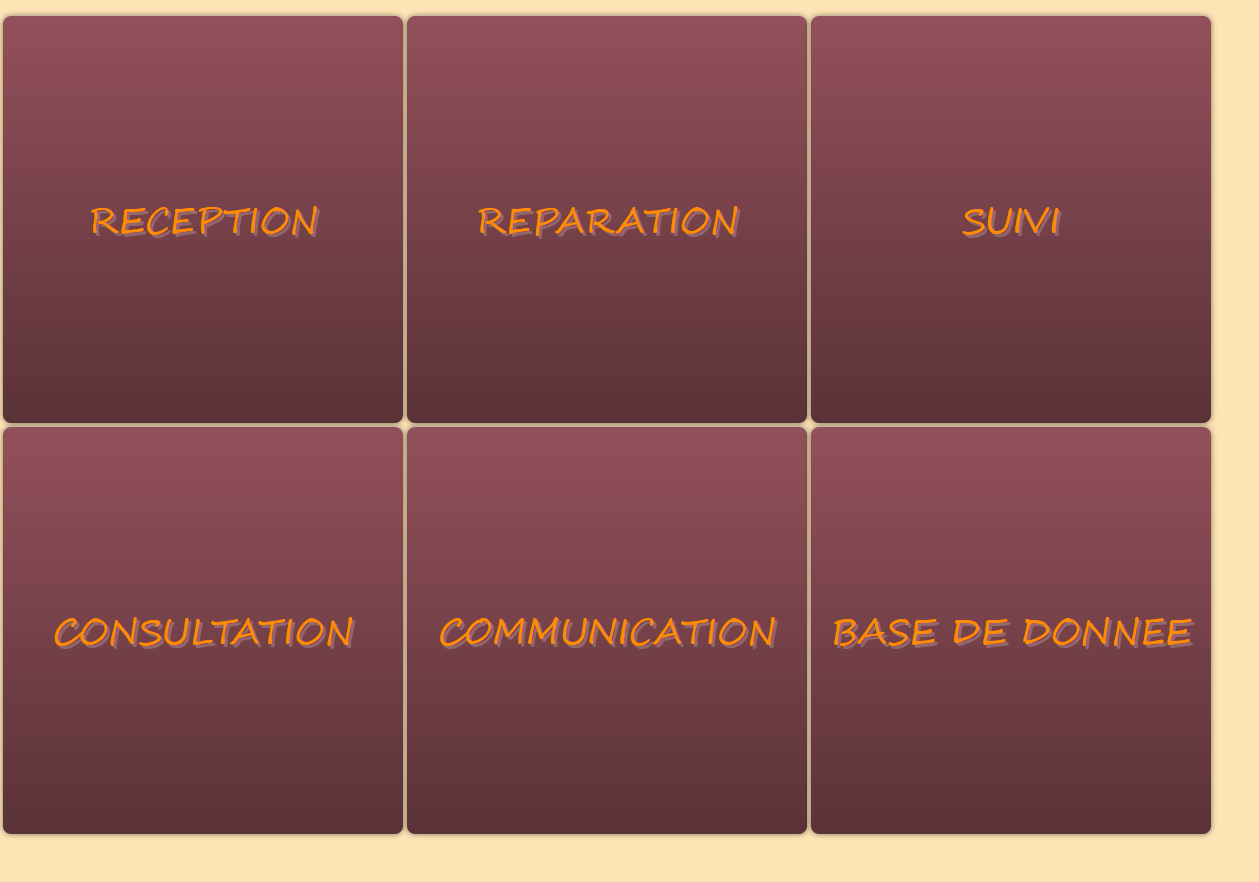 RECEPTION
REPARATION
SUIVI
CONSULTATION
COMMUNICATION
BASE DE DONNEE